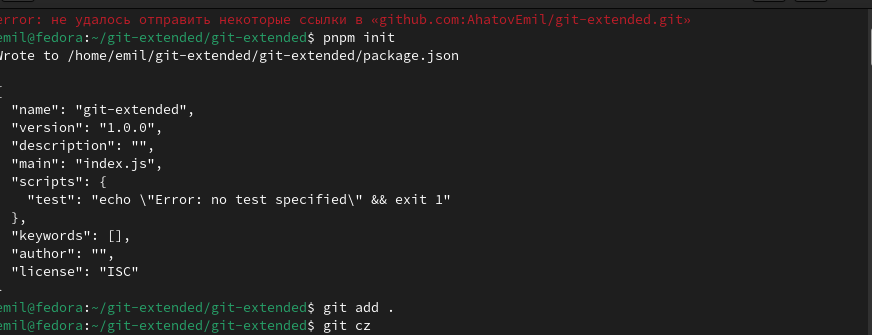 error: не удалось отправить некоторые ссылки в «github.com:AhatovEmil/git-extended.git»
emil@fedora:~/git-extended/git-extended$ pnpm init
Wrote to /home/emil/git-extended/git-extended/package.json
{
"name": "git-extended",
"version": "1.0.0",
"description": "",
"main": "index.js",
"scripts": {
"test": "echo \"Error: no test specified\" && exit 1"
},
"keywords": [],
"author": "",
"license": "ISC"
}
emil@fedora:~/git-extended/git-extended$ git add .
emil@fedora:~/git-extended/git-extended$ git cz